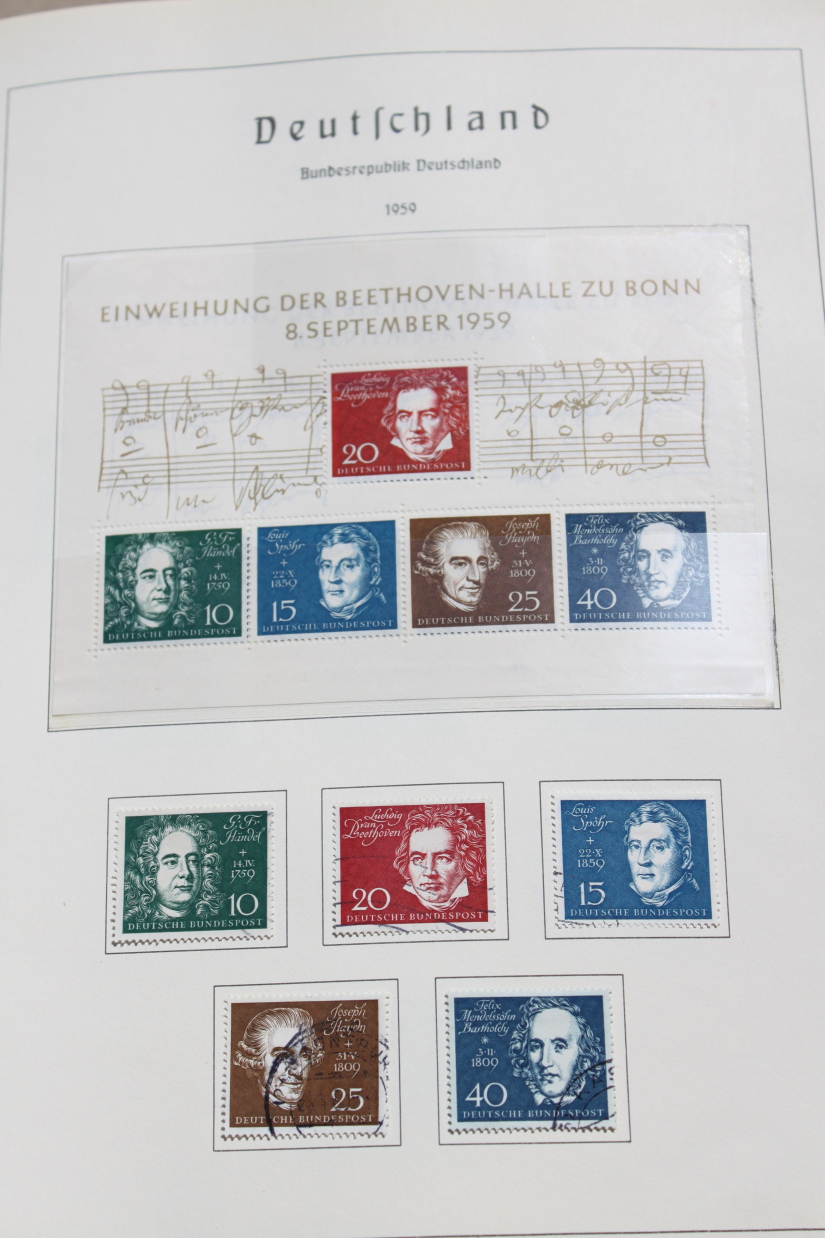 Deutſchland
Bundesrepublik Deutschland
1959
EINWEIHUNG DER BEETHOVEN-HALLE ZU BONN
8. SEPTEMBER 1959
Ludwig
van
Beethoven
20
DEUTSCHE BUNDESPOST
G. Fr.
Händel
+
14.IV.
1759
10
DEUTSCHE BUNDESPOST
Louis
Spohr
+
22·X
1859
15
DEUTSCHE BUNDESPOST
Joseph
Haydn
+
31·V·
1809
25
DEUTSCHE BUNDESPOST
Felix
Mendelssohn
Bartholdy
*
3·II·
1809
40
DEUTSCHE BUNDESPOST
G. Fr.
Händel
+
14.IV.
1759
10
DEUTSCHE BUNDESPOST
Ludwig
van
Beethoven
20
DEUTSCHE BUNDESPOST
Louis
Spohr
+
22·X
1859
15
DEUTSCHE BUNDESPOST
Joseph
Haydn
+
31·V·
1809
25
DEUTSCHE BUNDESPOST
Felix
Mendelssohn
Bartholdy
*
3·II·
1809
40
DEUTSCHE BUNDESPOST